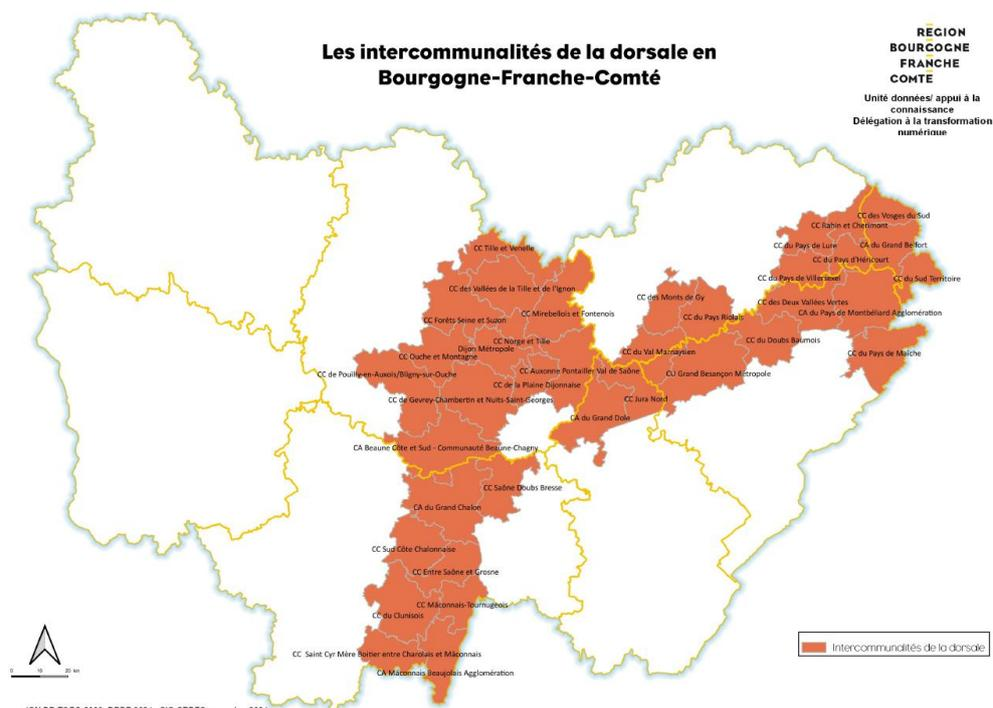 Les intercommunalités de la dorsale en
Bourgogne-Franche-Comté
RÉGION
BOURGOGNE
FRANCHE
COMTÉ
Unité données/ appui à la
connaissance
Délégation à la transformation
numérique
CC des Vosges du Sud
CC Rahin et Cherimont
CC du Pays de Lure
CA du Grand Belfort
CC Tille et Venelle
CC du Pays d'Héricourt
CC du Pays de Villersexel
CC du Sud Territoire
CC des Vallées de la Tille et de l'Ignon
CC des Monts de Gy
CC des Deux Vallées Vertes
CC Mirebellois et Fontenois
CA du Pays de Montbéliard Agglomération
CC du Pays Riolais
CC Forêts Seine et Suzon
CC Norge et Tille
CC du Doubs Baumois
Dijon Métropole
CC du Val Marnaysien
CC du Pays de Maîche
CC Ouche et Montagne
CC Auxonne Pontailler Val de Saône
CC de Pouilly-en-Auxois/Bligny-sur-Ouche
CU Grand Besançon Métropole
CC de la Plaine Dijonnaise
CC de Gevrey-Chambertin et Nuits-Saint-Georges
CC Jura Nord
CA du Grand Dole
CA Beaune Côte et Sud - Communauté Beaune-Chagny
CC Saône Doubs Bresse
CA du Grand Chalon
CC Sud Côte Chalonnaise
CC Entre Saône et Grosne
CC Mâconnais-Tournugeois
CC du Clunisois
CC Saint Cyr Mère Boitier entre Charolais et Mâconnais
CA Mâconnais Beaujolais Agglomération
Intercommunalités de la dorsale
0 10 20 km